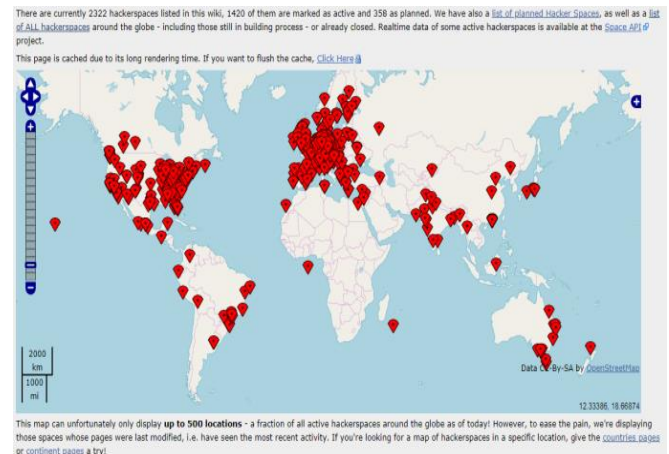 There are currently 2322 hackerspaces listed in this wiki, 1420 of them are marked as active and 358 as planned. We have also a list of planned Hacker Spaces, as well as a list
of ALL hackerspaces around the globe - including those still in building process - or already closed. Realtime data of some active hackerspaces is available at the Space API
project.
This page is cached due to its long rendering time. If you want to flush the cache, Click Here
2000
km
1000
mi
Data CC-By-SA by OpenStreetMap
12.33386, 18.66874
This map can unfortunately only display up to 500 locations - a fraction of all active hackerspaces around the globe as of today! However, to ease the pain, we're displaying
those spaces whose pages were last modified, i.e. have seen the most recent activity. If you're looking for a map of hackerspaces in a specific location, give the countries pages
or continent pages a try!